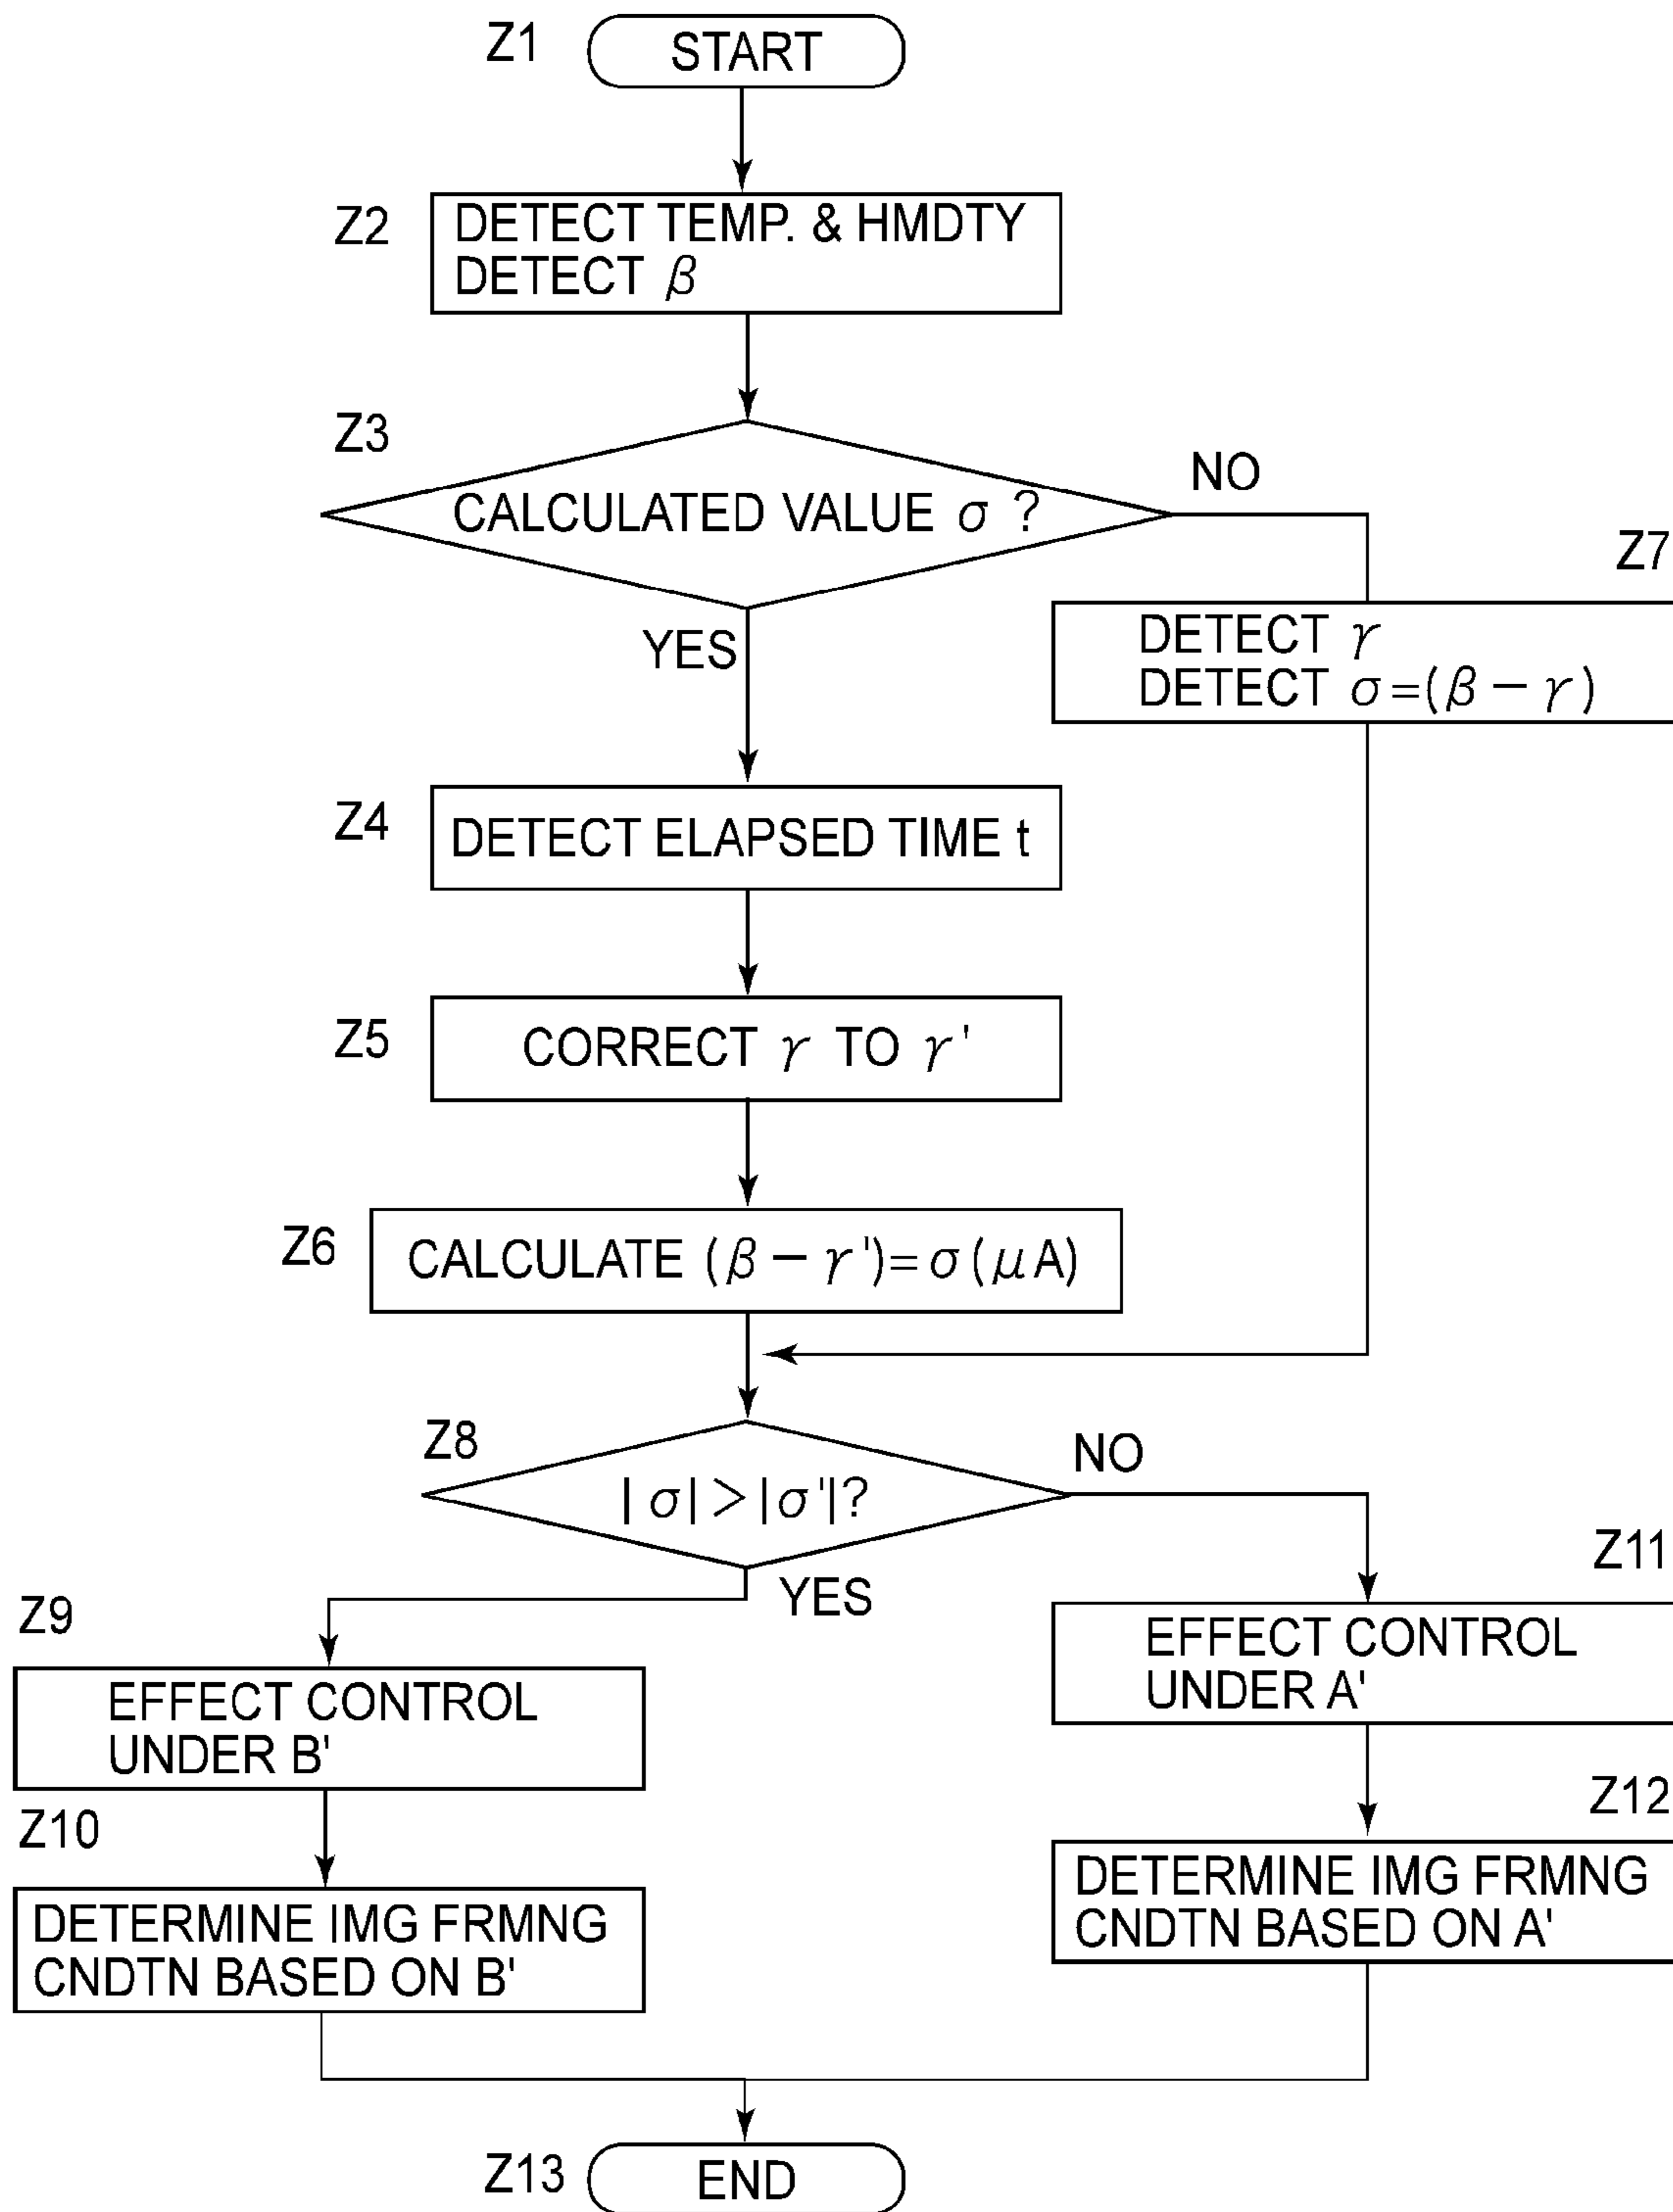 Z1
START
Z2
DETECT TEMP. & HMDTY
DETECT β
Z3
CALCULATED VALUE σ ?
NO
YES
Z7
DETECT γ
DETECT σ=(β−γ)
Z4
DETECT ELAPSED TIME t
Z5
CORRECT γ TO γ'
Z6
CALCULATE (β−γ')=σ(μA)
Z8
|σ|>|σ'|?
NO
YES
Z9
EFFECT CONTROL
UNDER B'
Z11
EFFECT CONTROL
UNDER A'
Z10
DETERMINE IMG FRMNG
CNDTN BASED ON B'
Z12
DETERMINE IMG FRMNG
CNDTN BASED ON A'
Z13
END